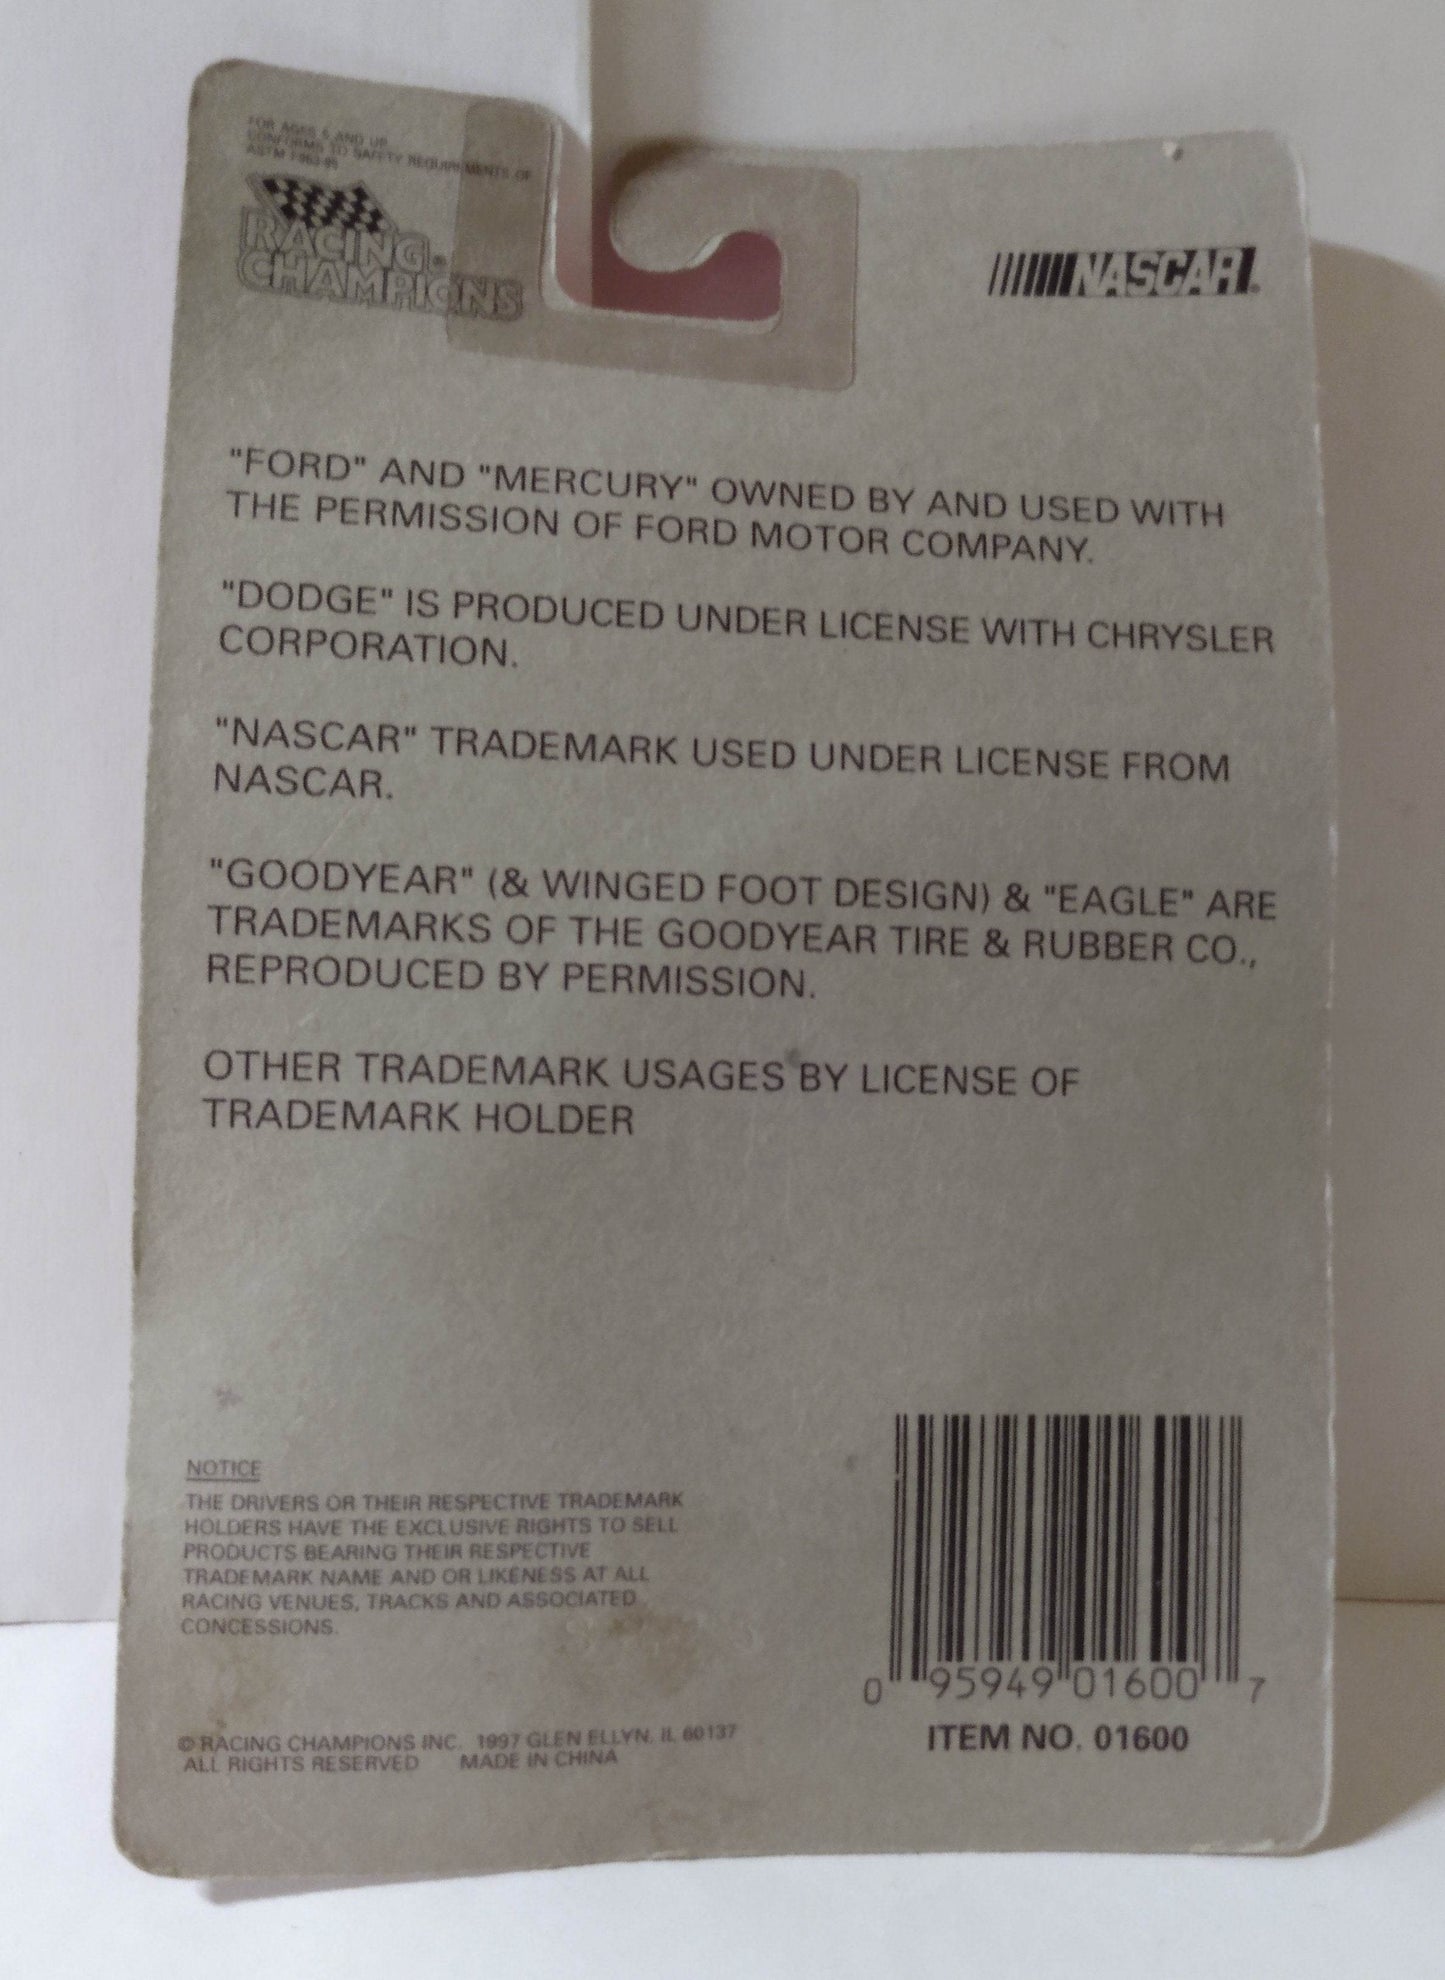 FOR AGES 5 AND UP
CONFORMS TO SAFETY REQUIREMENTS OF
ASTM F963-95
RACING®
CHAMPIONS
NASCAR®
"FORD" AND "MERCURY" OWNED BY AND USED WITH
THE PERMISSION OF FORD MOTOR COMPANY.
"DODGE" IS PRODUCED UNDER LICENSE WITH CHRYSLER
CORPORATION.
"NASCAR" TRADEMARK USED UNDER LICENSE FROM
NASCAR.
"GOODYEAR" (& WINGED FOOT DESIGN) & "EAGLE" ARE
TRADEMARKS OF THE GOODYEAR TIRE & RUBBER CO.,
REPRODUCED BY PERMISSION.
OTHER TRADEMARK USAGES BY LICENSE OF
TRADEMARK HOLDER
NOTICE
THE DRIVERS OR THEIR RESPECTIVE TRADEMARK
HOLDERS HAVE THE EXCLUSIVE RIGHTS TO SELL
PRODUCTS BEARING THEIR RESPECTIVE
TRADEMARK NAME AND OR LIKENESS AT ALL
RACING VENUES, TRACKS AND ASSOCIATED
CONCESSIONS.
© RACING CHAMPIONS INC. 1997 GLEN ELLYN, IL 60137
ALL RIGHTS RESERVED MADE IN CHINA
0 95949 01600 7
ITEM NO. 01600